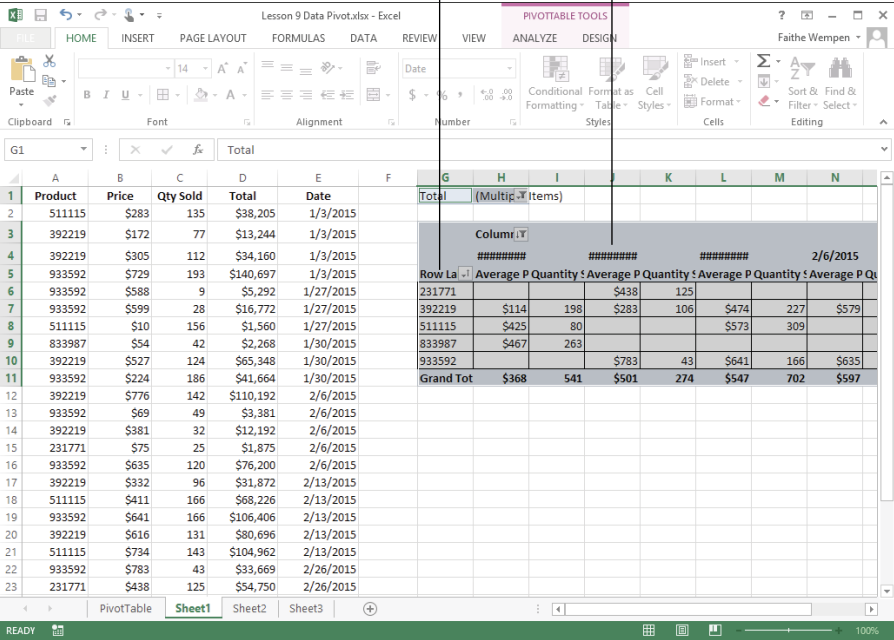 Lesson 9 Data Pivot.xlsx - Excel
PIVOTTABLE TOOLS
?
FILE HOME INSERT PAGE LAYOUT FORMULAS DATA REVIEW VIEW ANALYZE DESIGN Faithe Wempen
Paste
14
A A
Date
B I U
A
$ % ,
Conditional Formatting
Format as Table
Cell Styles
Insert
Delete
Format
Sort & Filter
Find & Select
Clipboard Font Alignment Number Styles Cells Editing
G1 fx Total
A B C D E F G H I J K L M N
1 Product Price Qty Sold Total Date Total (Multip Items)
2 511115 $283 135 $38,205 1/3/2015
3 392219 $172 77 $13,244 1/3/2015 Column
4 392219 $305 112 $34,160 1/3/2015 ######## ######## ######## 2/6/2015
5 933592 $729 193 $140,697 1/3/2015 Row La Average P Quantity S Average P Quantity S Average P Quantity S Average P Qu
6 933592 $588 9 $5,292 1/27/2015 231771 $438 125
7 933592 $599 28 $16,772 1/27/2015 392219 $114 198 $283 106 $474 227 $579
8 511115 $10 156 $1,560 1/27/2015 511115 $425 80 $573 309
9 833987 $54 42 $2,268 1/30/2015 833987 $467 263
10 392219 $527 124 $65,348 1/30/2015 933592 $783 43 $641 166 $635
11 933592 $224 186 $41,664 1/30/2015 Grand Tot $368 541 $501 274 $547 702 $597
12 392219 $776 142 $110,192 2/6/2015
13 933592 $69 49 $3,381 2/6/2015
14 392219 $381 32 $12,192 2/6/2015
15 231771 $75 25 $1,875 2/6/2015
16 933592 $635 120 $76,200 2/6/2015
17 392219 $332 96 $31,872 2/13/2015
18 511115 $411 166 $68,226 2/13/2015
19 933592 $641 166 $106,406 2/13/2015
20 392219 $616 131 $80,696 2/13/2015
21 511115 $734 143 $104,962 2/13/2015
22 933592 $783 43 $33,669 2/26/2015
23 231771 $438 125 $54,750 2/26/2015
PivotTable Sheet1 Sheet2 Sheet3
READY 100%